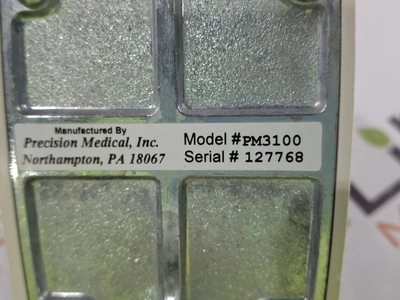 Manufactured By
Precision Medical, Inc.
Northampton, PA 18067
Model #PM3100
Serial # 127768